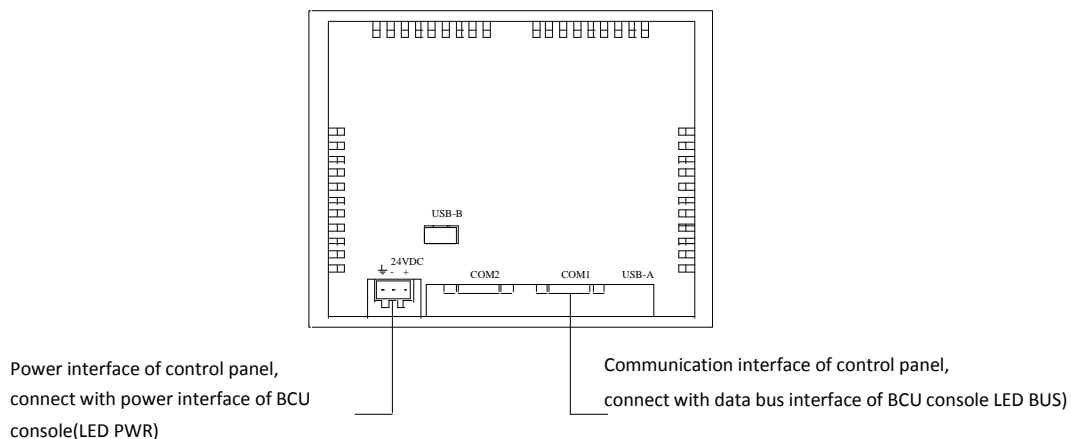 USB-B
24VDC
- +
COM2 COM1 USB-A
Power interface of control panel,
connect with power interface of BCU
console(LED PWR)
Communication interface of control panel,
connect with data bus interface of BCU console LED BUS)